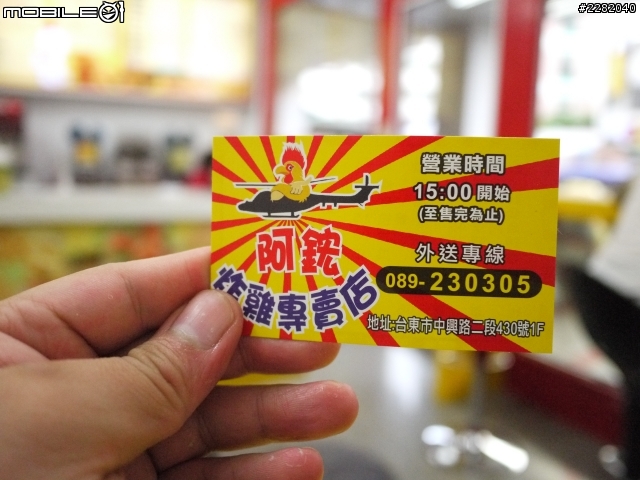 MOBILE01
#2282040
營業時間
15:00 開始
(至售完為止)
阿鋐
炸雞專賣店
外送專線
089-230305
地址:台東市中興路二段430號1F